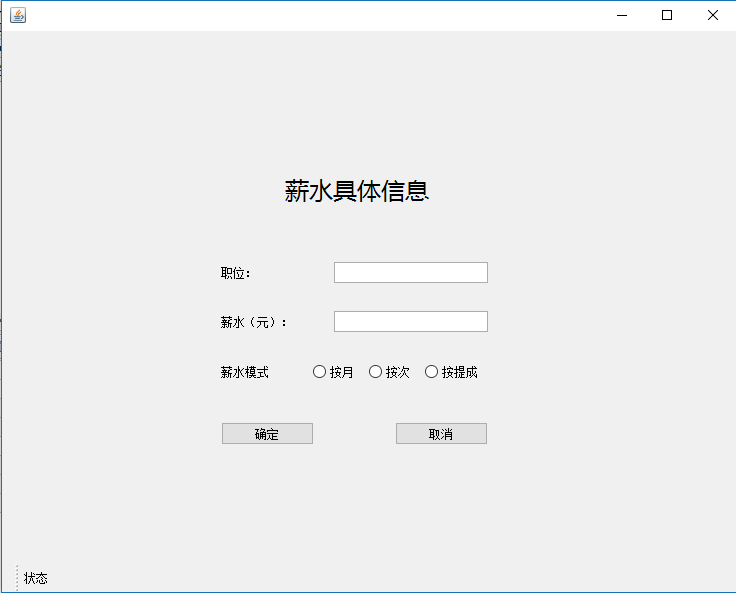 薪水具体信息
职位：
薪水（元）：
薪水模式 按月 按次 按提成
确定 取消
状态